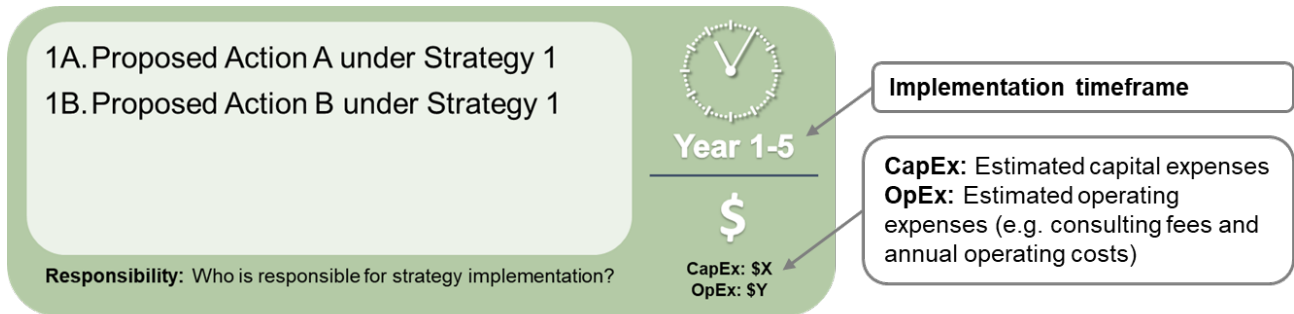 1A. Proposed Action A under Strategy 1
1B. Proposed Action B under Strategy 1
Responsibility: Who is responsible for strategy implementation?
Year 1-5
$
CapEx: $X
OpEx: $Y
Implementation timeframe
CapEx: Estimated capital expenses
OpEx: Estimated operating
expenses (e.g. consulting fees and
annual operating costs)